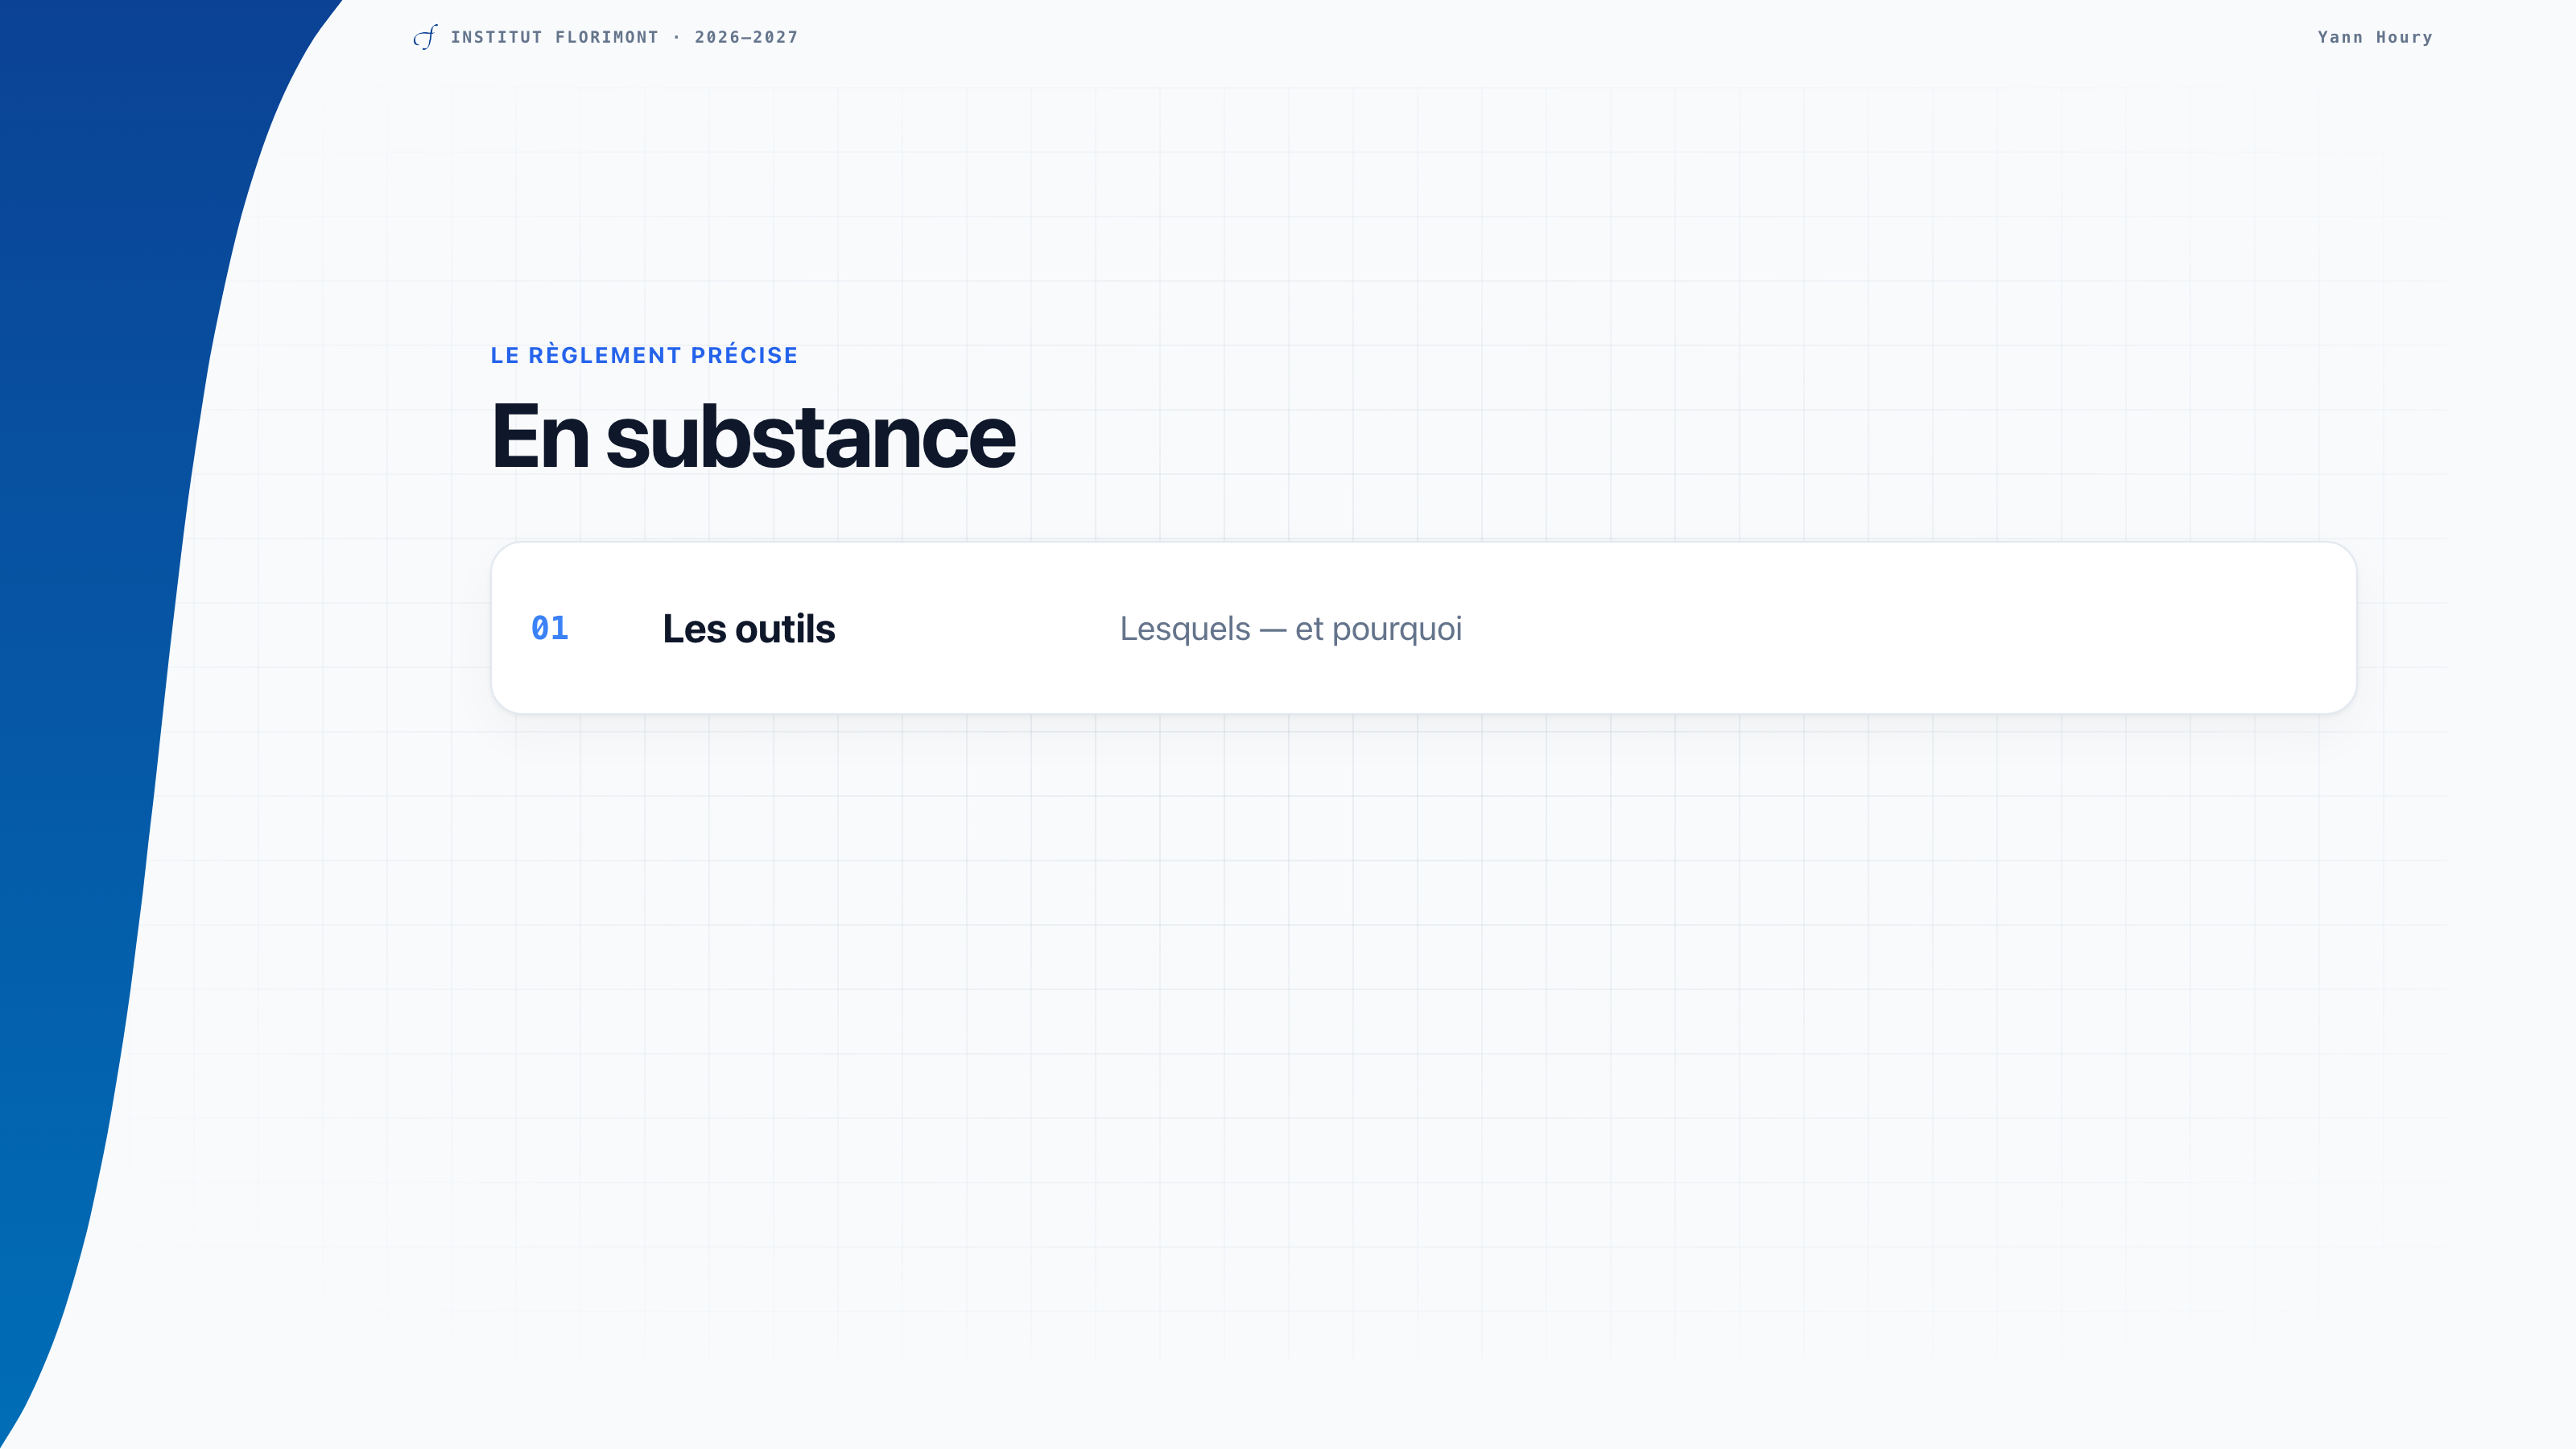 INSTITUT FLORIMONT · 2026–2027
Yann Houry
LE RÈGLEMENT PRÉCISE
En substance
01 Les outils Lesquels — et pourquoi